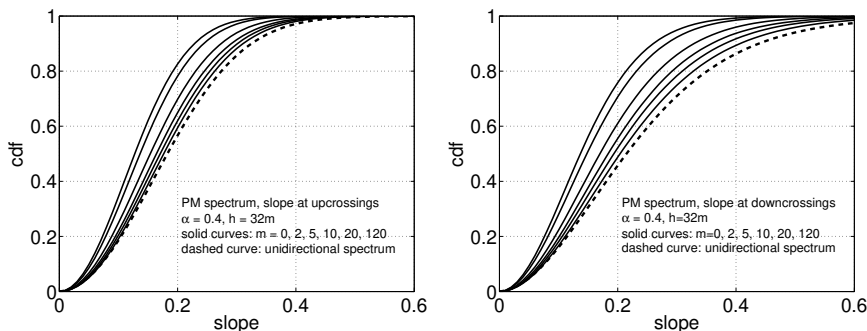 1
0.8
0.6
0.4
0.2
0
cdf
PM spectrum, slope at upcrossings
α = 0.4, h = 32m
solid curves: m = 0, 2, 5, 10, 20, 120
dashed curve: unidirectional spectrum
0 0.2 0.4 0.6
slope
1
0.8
0.6
0.4
0.2
0
cdf
PM spectrum, slope at downcrossings
α = 0.4, h=32m
solid curves: m=0, 2, 5, 10, 20, 120
dashed curve: unidirectional spectrum
0 0.2 0.4 0.6
slope